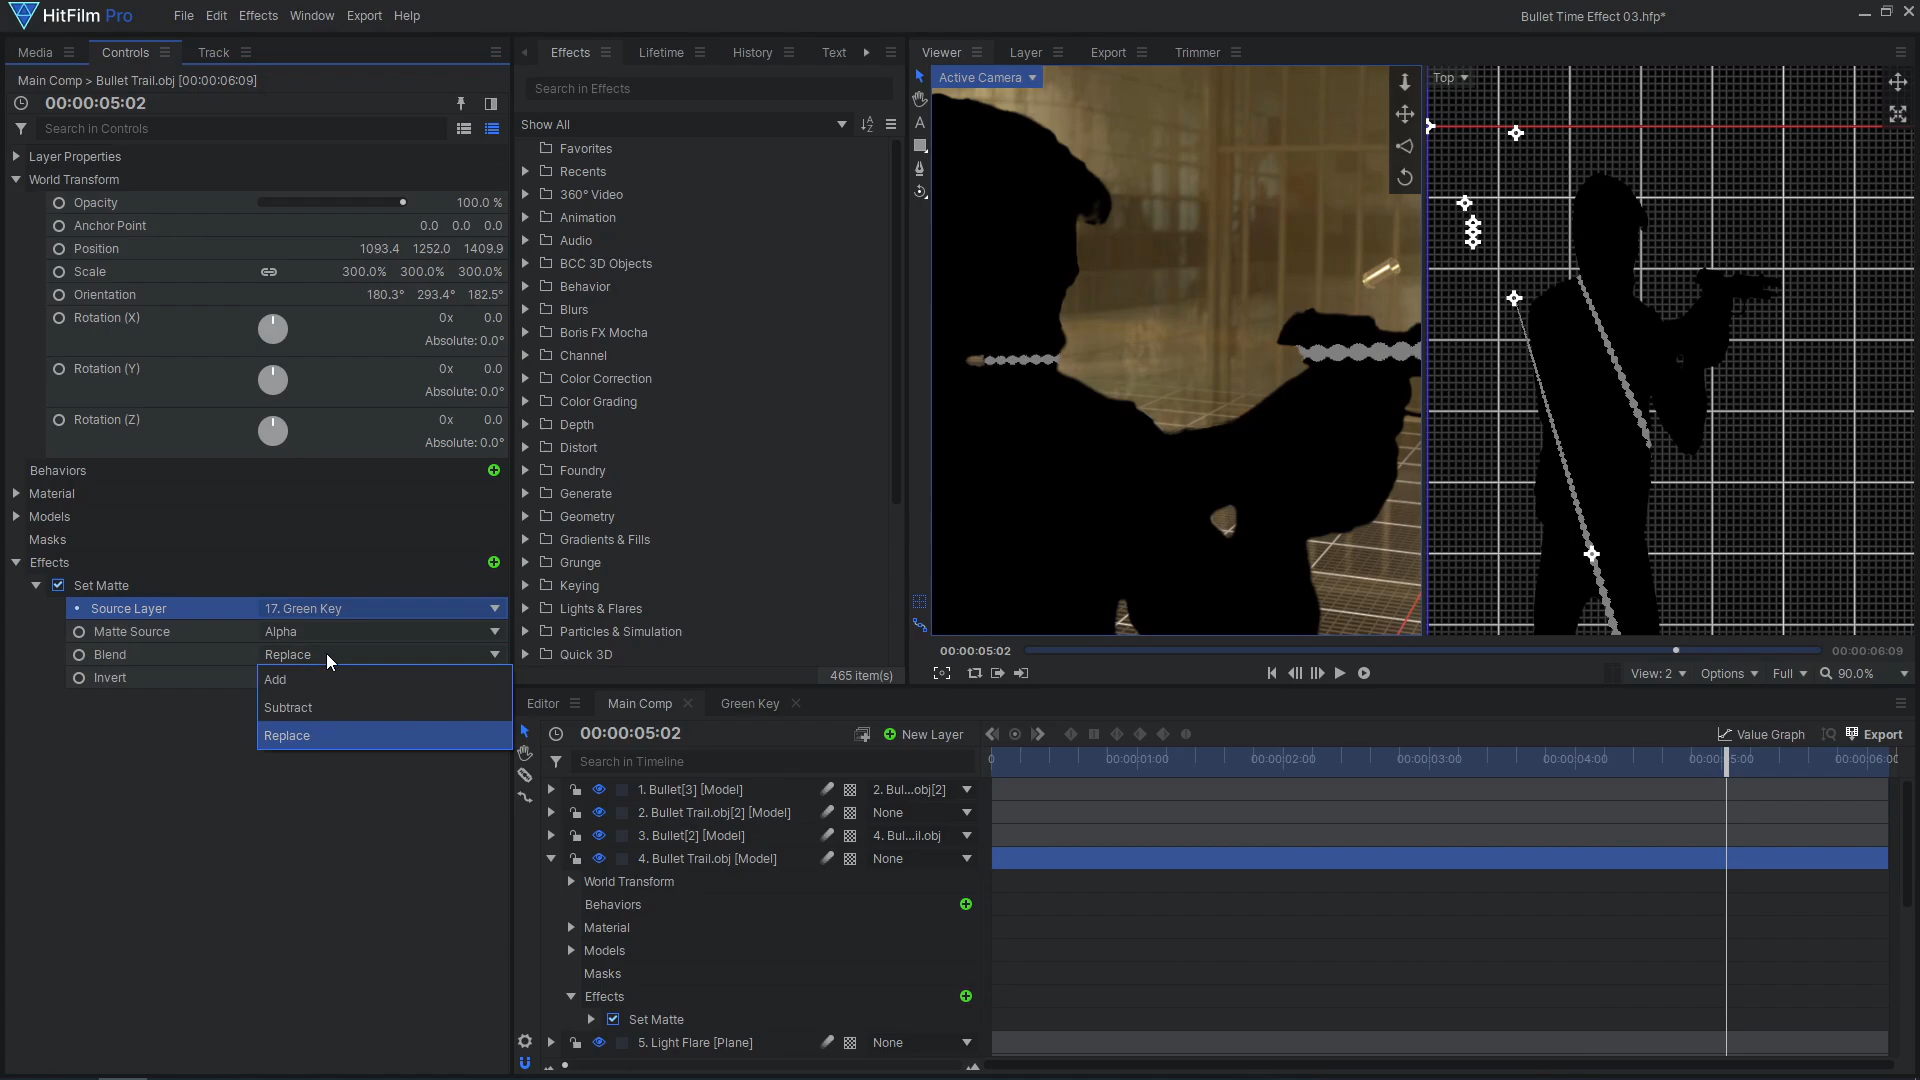 HitFilm Pro
File Edit Effects Window Export Help
Bullet Time Effect 03.hfp*
Media Controls Track
Main Comp > Bullet Trail.obj [00:00:06:09]
00:00:05:02
Search in Controls
Layer Properties
World Transform
Opacity 100.0 %
Anchor Point 0.0 0.0 0.0
Position 1093.4 1252.0 1409.9
Scale 300.0% 300.0% 300.0%
Orientation 180.3° 293.4° 182.5°
Rotation (X) 0x 0.0
Absolute: 0.0°
Rotation (Y) 0x 0.0
Absolute: 0.0°
Rotation (Z) 0x 0.0
Absolute: 0.0°
Behaviors
Material
Models
Masks
Effects
Set Matte
Source Layer 17. Green Key
Matte Source Alpha
Blend Replace
Invert
Add
Subtract
Replace
Effects Lifetime History Text
Search in Effects
Show All
Favorites
Recents
360° Video
Animation
Audio
BCC 3D Objects
Behavior
Blurs
Boris FX Mocha
Channel
Color Correction
Color Grading
Depth
Distort
Foundry
Generate
Geometry
Gradients & Fills
Grunge
Keying
Lights & Flares
Particles & Simulation
Quick 3D
465 item(s)
Viewer Layer Export Trimmer
Active Camera
Top
00:00:05:02 00:00:06:09
View: 2 Options Full 90.0%
Editor Main Comp Green Key
00:00:05:02 New Layer Value Graph Export
Search in Timeline
0 00:00:01:00 00:00:02:00 00:00:03:00 00:00:04:00 00:00:05:00 00:00:06:00
1. Bullet[3] [Model] 2. Bul...obj[2]
2. Bullet Trail.obj[2] [Model] None
3. Bullet[2] [Model] 4. Bul...il.obj
4. Bullet Trail.obj [Model] None
World Transform
Behaviors
Material
Models
Masks
Effects
Set Matte
5. Light Flare [Plane] None